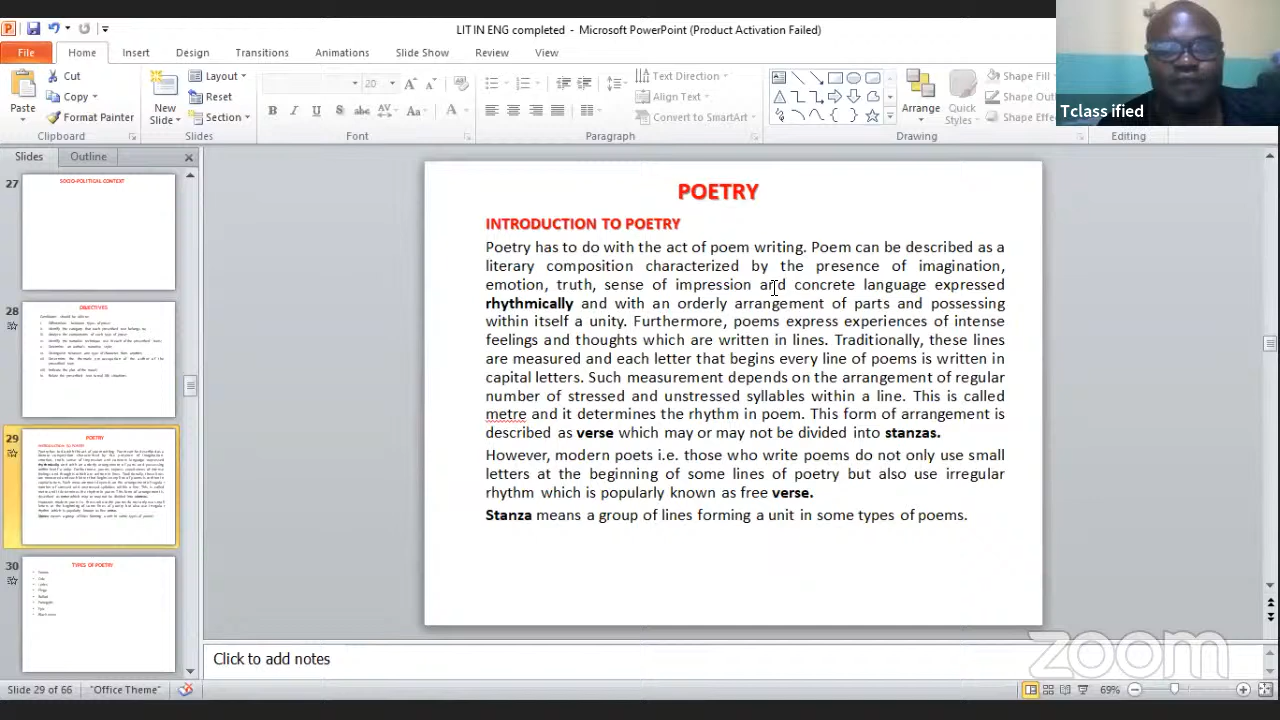 LIT IN ENG completed - Microsoft PowerPoint (Product Activation Failed)
File Home Insert Design Transitions Animations Slide Show Review View
Cut
Copy
Format Painter
Paste
Clipboard
New
Slide
Layout
Reset
Section
Slides
20
Font
Text Direction
Align Text
Convert to SmartArt
Paragraph
Arrange
Quick
Styles
Shape Fill
Shape Ou
Shape Effe
Drawing
Editing
Tclass ified
Slides Outline
27
SOCIO-POLITICAL CONTEXT
28
OBJECTIVES
29
POETRY
INTRODUCTION TO POETRY
30
TYPES OF POETRY
POETRY
INTRODUCTION TO POETRY
Poetry has to do with the act of poem writing. Poem can be described as a
literary composition characterized by the presence of imagination,
emotion, truth, sense of impression and concrete language expressed
rhythmically and with an orderly arrangement of parts and possessing
within itself a unity. Furthermore, poems express experiences of intense
feelings and thoughts which are written in lines. Traditionally, these lines
are measured and each letter that begins the line of poems is written in
capital letters. Such measurement depends on the arrangement of regular
number of stressed and unstressed syllables within a line. This is called
metre and it determines the rhythm in poem. This form of arrangement is
described as verse which may or may not be divided into stanzas.
However, modern poets i.e. those who write poems do not only use small
letters at the beginning of some lines in poetry but also use irregular
rhythm which is popularly known as free verse.
Stanza means a group of lines forming a unit in some types of poems.
Click to add notes
zoom
Slide 29 of 66 "Office Theme" 69%